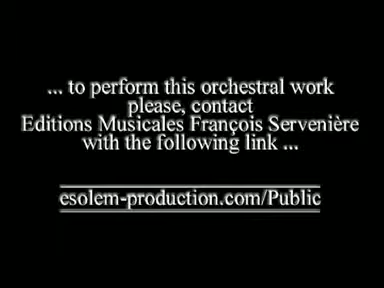 ... to perform this orchestral work
please, contact
Editions Musicales François Servenière
with the following link ...
esolem-production.com/Public